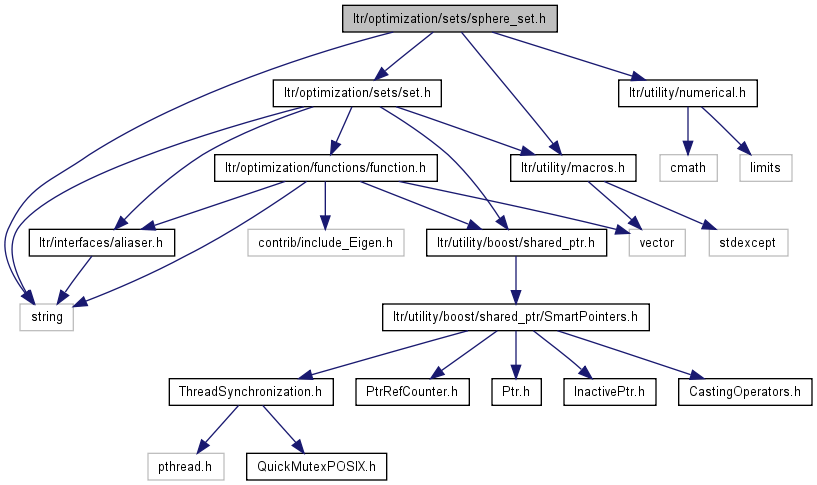 ltr/optimization/sets/sphere_set.h
ltr/optimization/sets/set.h
ltr/utility/numerical.h
ltr/optimization/functions/function.h
ltr/utility/macros.h
cmath
limits
ltr/interfaces/aliaser.h
contrib/include_Eigen.h
ltr/utility/boost/shared_ptr.h
vector
stdexcept
string
ltr/utility/boost/shared_ptr/SmartPointers.h
ThreadSynchronization.h
PtrRefCounter.h
Ptr.h
InactivePtr.h
CastingOperators.h
pthread.h
QuickMutexPOSIX.h